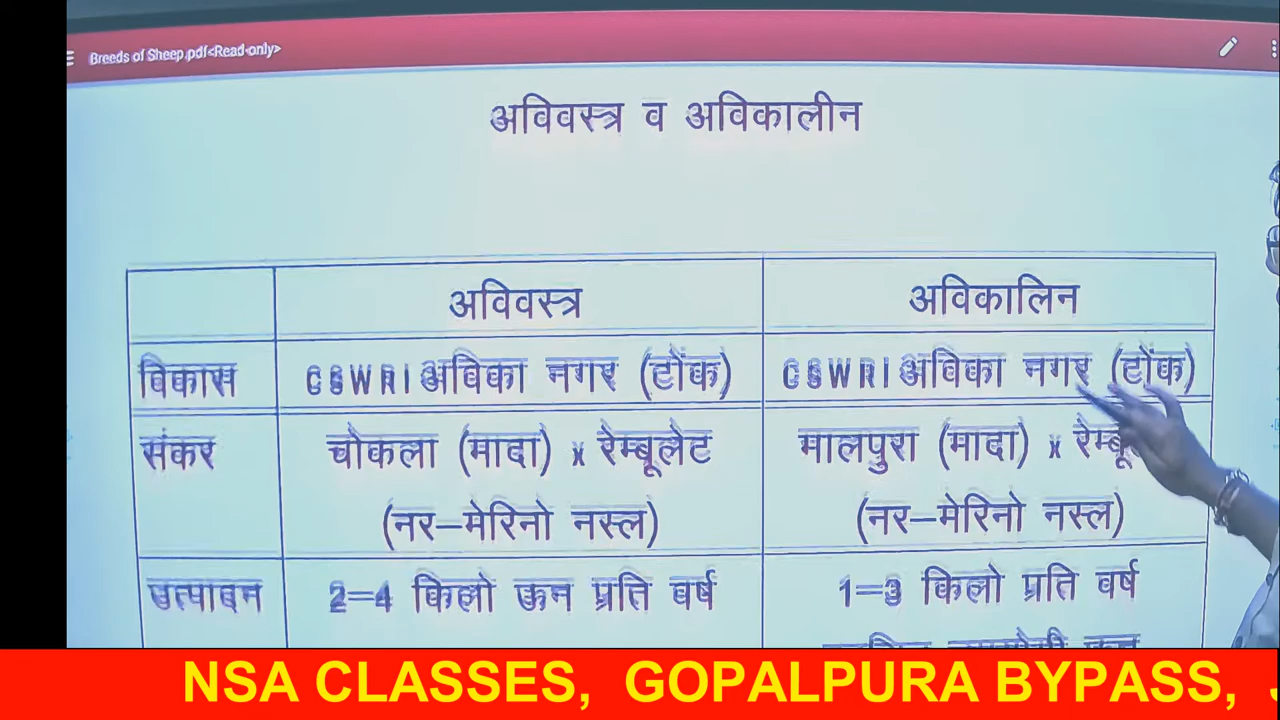 Breeds of Sheep.pdf<Read-only>
अविवस्त्र व अविकालीन
अविवस्त्र अविकालिन
विकास CSWRI अविका नगर (टोंक) CSWRI अविका नगर (टोंक)
संकर चोकला (मादा) x रेम्बूलेट मालपुरा (मादा) x
(नर–मेरिनो नस्ल) (नर–मेरिनो नस्ल)
उत्पादन 2–4 किलो ऊन प्रति वर्ष 1–3 किलो प्रति वर्ष
NSA CLASSES, GOPALPURA BYPASS,